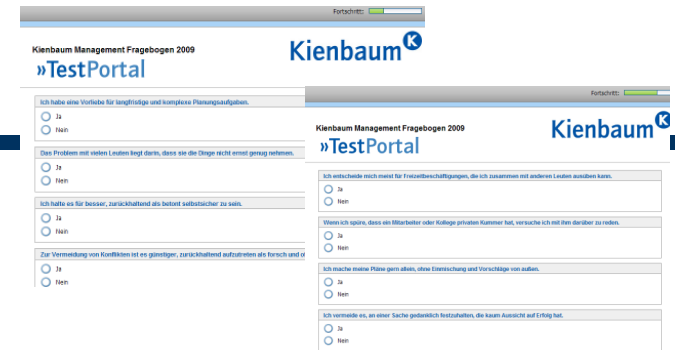 Fortschritt:
Kienbaum Management Fragebogen 2009
Kienbaum K
»TestPortal
Ich habe eine Vorliebe für langfristige und komplexe Planungsaufgaben.
Ja
Nein
Das Problem mit vielen Leuten liegt darin, dass sie die Dinge nicht ernst genug nehmen.
Ja
Nein
Ich halte es für besser, zurückhaltend als betont selbstsicher zu sein.
Ja
Nein
Zur Vermeidung von Konflikten ist es günstiger, zurückhaltend aufzutreten als forsch und
Ja
Nein
Fortschritt:
Kienbaum Management Fragebogen 2009
Kienbaum K
»TestPortal
Ich entscheide mich meist für Freizeitbeschäftigungen, die ich zusammen mit anderen Leuten ausüben kann.
Ja
Nein
Wenn ich spüre, dass ein Mitarbeiter oder Kollege privaten Kummer hat, versuche ich mit ihm darüber zu reden.
Ja
Nein
Ich mache meine Pläne gern allein, ohne Einmischung und Vorschläge von außen.
Ja
Nein
Ich vermeide es, an einer Sache gedanklich festzuhalten, die kaum Aussicht auf Erfolg hat.
Ja
Nein